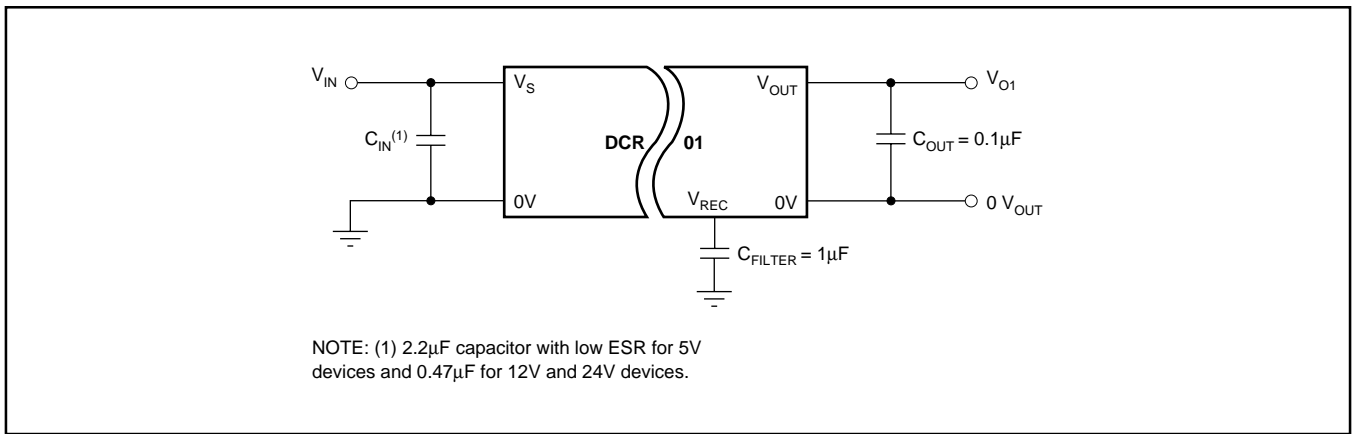 V_IN
V_S
V_OUT
V_O1
C_IN^(1)
DCR 01
C_OUT = 0.1μF
0V
V_REC
0V
0 V_OUT
C_FILTER = 1μF
NOTE: (1) 2.2μF capacitor with low ESR for 5V
devices and 0.47μF for 12V and 24V devices.